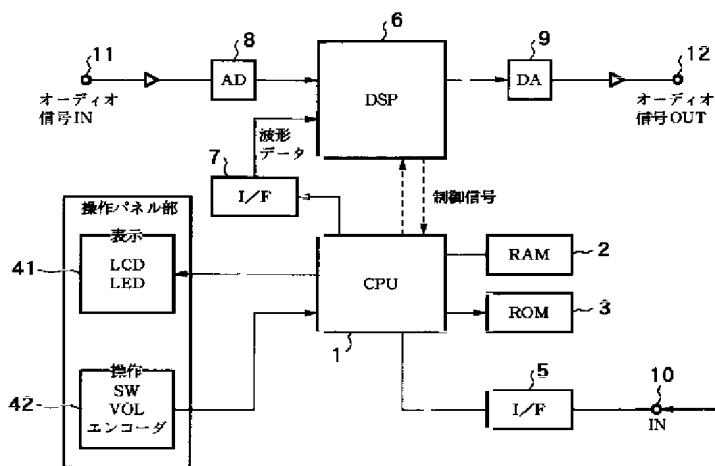 6
11
8
9
12
AD
DSP
DA
オーディオ
信号IN
オーディオ
信号OUT
波形
データ
7
I/F
制御信号
操作パネル部
表示
LCD
LED
41
CPU
RAM
2
ROM
3
1
操作
SW
VOL
エンコーダ
42
5
I/F
10
IN